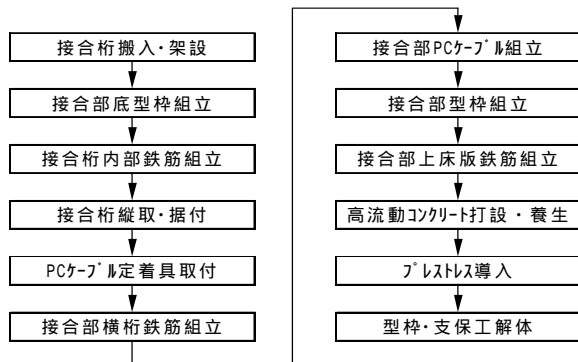 接合桁搬入・架設
接合部底型枠組立
接合桁内部鉄筋組立
接合桁縦取・据付
PCケーブル定着具取付
接合部横桁鉄筋組立
接合部PCケーブル組立
接合部型枠組立
接合部上床版鉄筋組立
高流動コンクリート打設・養生
プレストレス導入
型枠・支保工解体